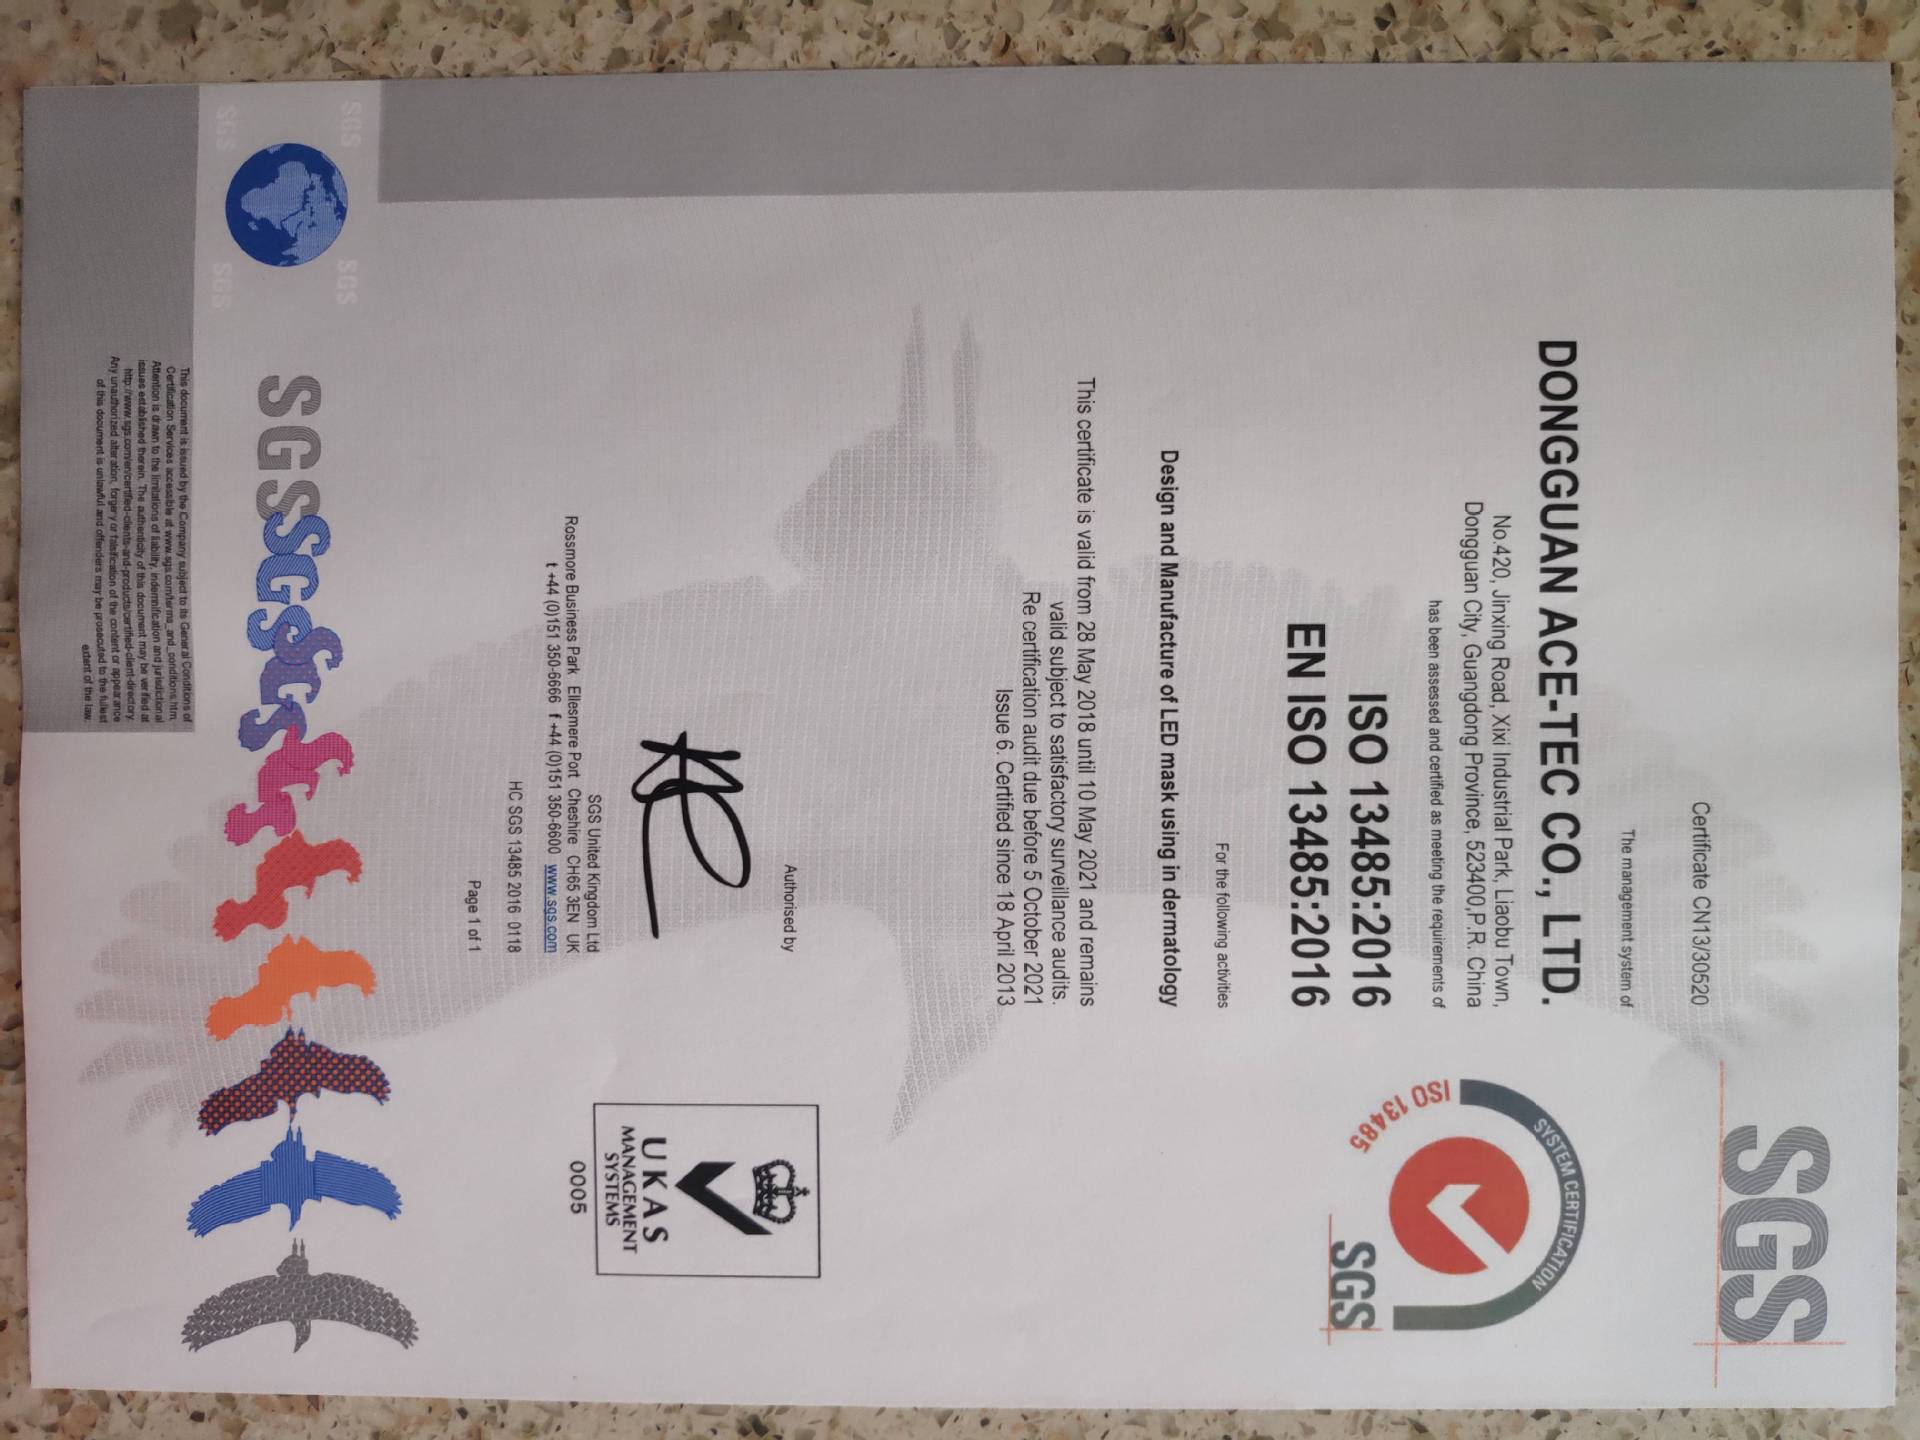 SGS
Certificate CN13/30520
The management system of
DONGGUAN ACE-TEC CO., LTD.
No.420, Jinxing Road, Xixi Industrial Park, Liaobu Town,
Dongguan City, Guangdong Province, 523400,P.R. China
has been assessed and certified as meeting the requirements of
ISO 13485:2016
EN ISO 13485:2016
SYSTEM CERTIFICATION
ISO 13485
SGS
For the following activities
Design and Manufacture of LED mask using in dermatology
This certificate is valid from 28 May 2018 until 10 May 2021 and remains
valid subject to satisfactory surveillance audits.
Re certification audit due before 5 October 2021
Issue 6. Certified since 18 April 2013
Authorised by
SGS United Kingdom Ltd
Rossmore Business Park Ellesmere Port Cheshire CH65 3EN UK
t +44 (0)151 350-6666 f +44 (0)151 350-6600 www.sgs.com
HC SGS 13485 2016 0118
Page 1 of 1
UKAS
MANAGEMENT
SYSTEMS
0005
SGS SGS
SGS SGS
SGSSGSSGS
This document is issued by the Company subject to its General Conditions of
Certification Services accessible at www.sgs.com/terms_and_conditions.htm.
Attention is drawn to the limitations of liability, indemnification and jurisdictional
issues established therein. The authenticity of this document may be verified at
http://www.sgs.com/en/certified-clients-and-products/certified-client-directory.
Any unauthorized alteration, forgery or falsification of the content or appearance
of this document is unlawful and offenders may be prosecuted to the fullest
extent of the law.